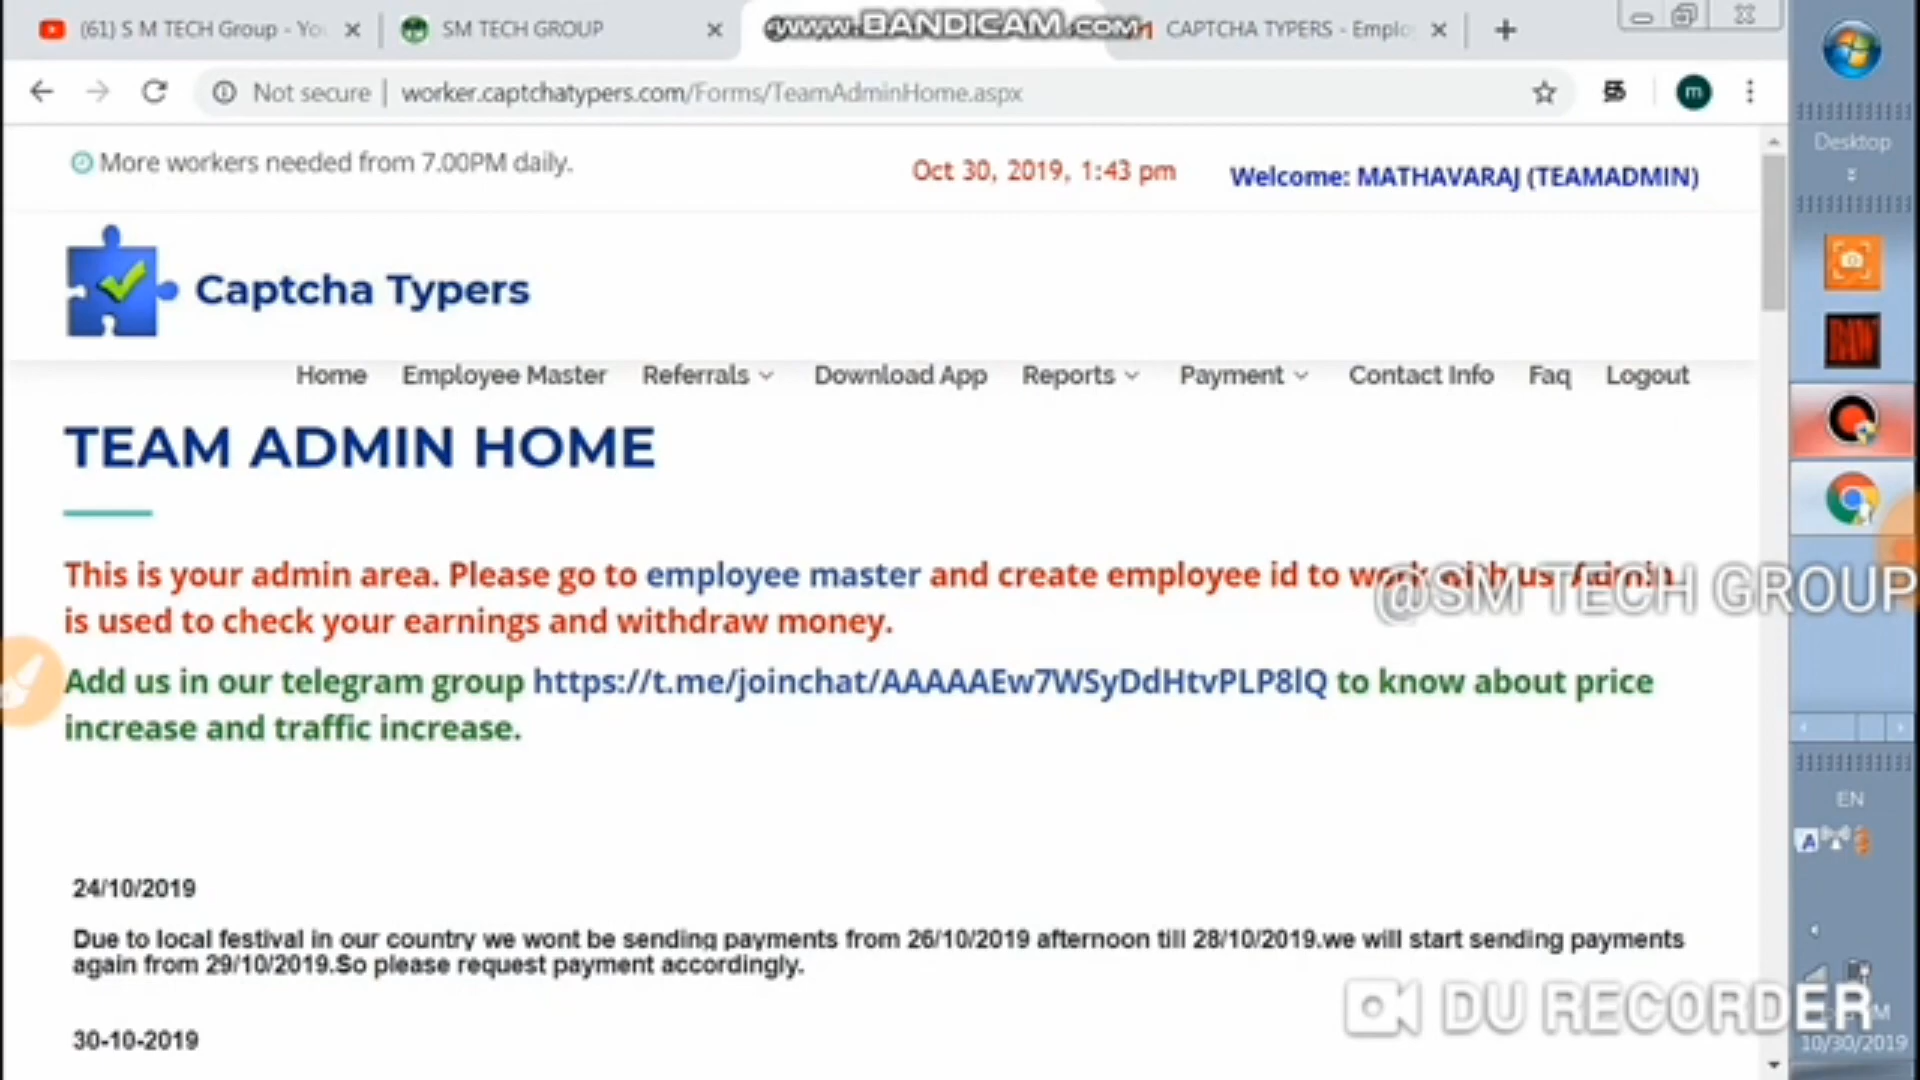 (61) S M TECH Group - You
SM TECH GROUP
www.BANDICAM.com
CAPTCHA TYPERS - Emplo
Not secure | worker.captchatypers.com/Forms/TeamAdminHome.aspx
m
Desktop
More workers needed from 7.00PM daily.
Oct 30, 2019, 1:43 pm
Welcome: MATHAVARAJ (TEAMADMIN)
Captcha Typers
Home Employee Master Referrals Download App Reports Payment Contact Info Faq Logout
TEAM ADMIN HOME
This is your admin area. Please go to employee master and create employee id to work with us. Admin
is used to check your earnings and withdraw money.
@SM TECH GROUP
Add us in our telegram group https://t.me/joinchat/AAAAAEw7WSyDdHtvPLP8lQ to know about price
increase and traffic increase.
EN
24/10/2019
Due to local festival in our country we wont be sending payments from 26/10/2019 afternoon till 28/10/2019.we will start sending payments
again from 29/10/2019.So please request payment accordingly.
DU RECORDER
30-10-2019
10/30/2019